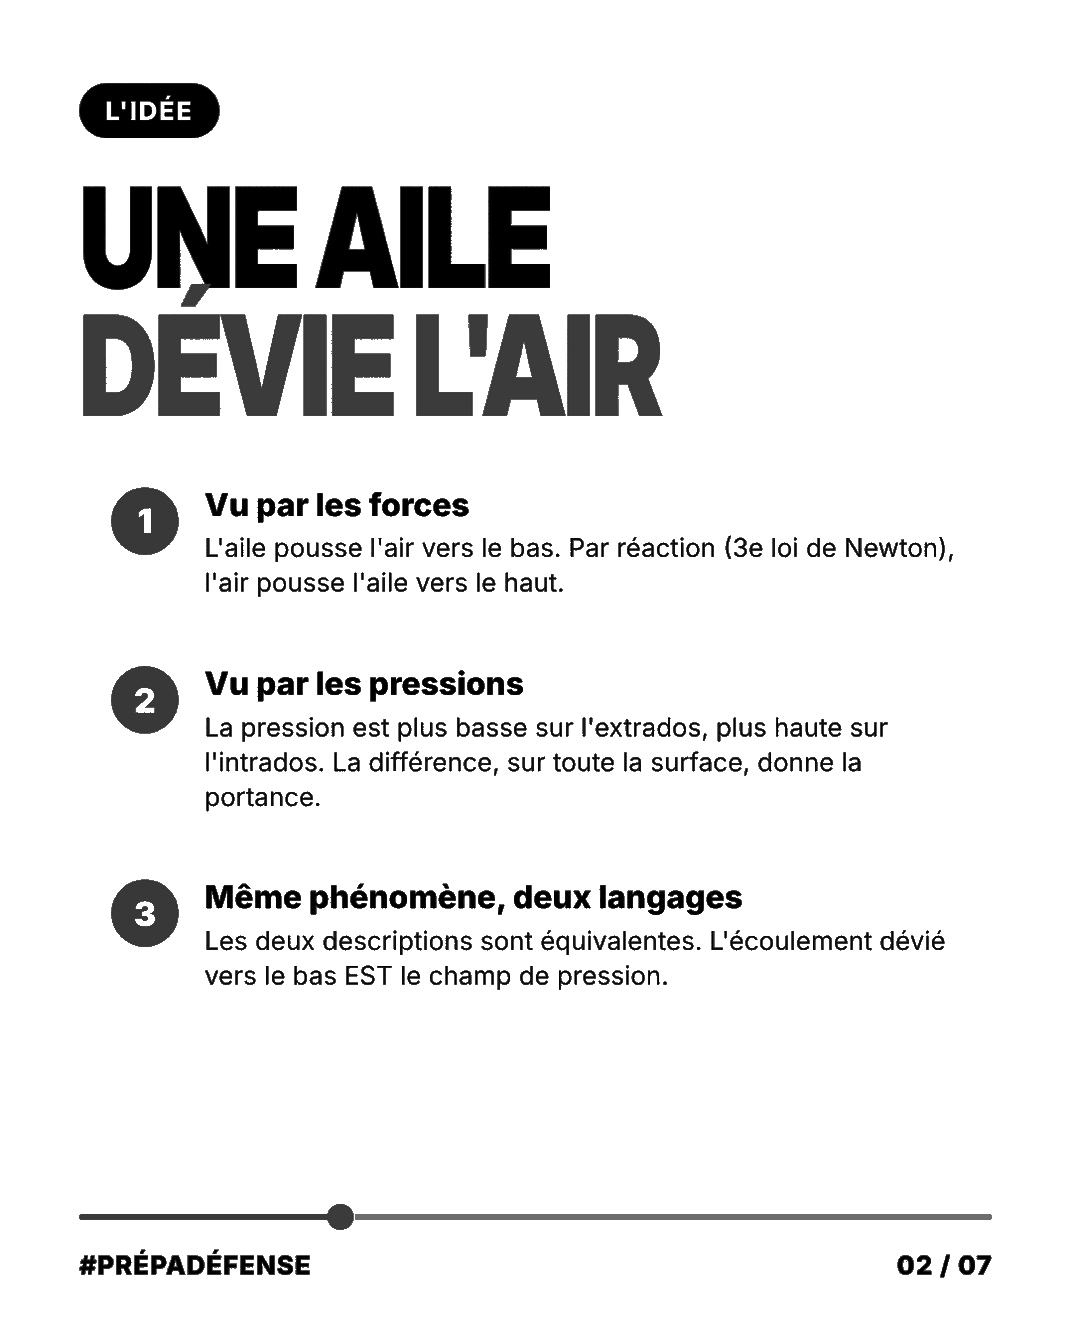 L'IDÉE
UNE AILE
DÉVIE L'AIR
1
Vu par les forces
L'aile pousse l'air vers le bas. Par réaction (3e loi de Newton),
l'air pousse l'aile vers le haut.
2
Vu par les pressions
La pression est plus basse sur l'extrados, plus haute sur
l'intrados. La différence, sur toute la surface, donne la
portance.
3
Même phénomène, deux langages
Les deux descriptions sont équivalentes. L'écoulement dévié
vers le bas EST le champ de pression.
#PRÉPADÉFENSE
02 / 07